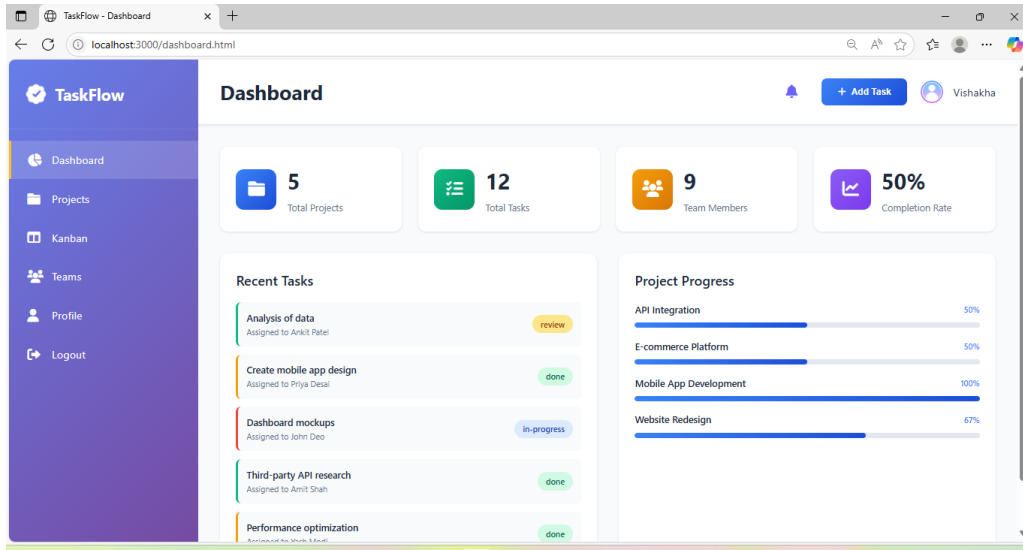 TaskFlow - Dashboard
localhost:3000/dashboard.html
TaskFlow
Dashboard
Projects
Kanban
Teams
Profile
Logout
Dashboard
+ Add Task
Vishakha
5
Total Projects
12
Total Tasks
9
Team Members
50%
Completion Rate
Recent Tasks
Analysis of data
Assigned to Ankit Patel
review
Create mobile app design
Assigned to Priya Desai
done
Dashboard mockups
Assigned to John Deo
in-progress
Third-party API research
Assigned to Amit Shah
done
Performance optimization
Assigned to Yash Modi
done
Project Progress
API Integration
50%
E-commerce Platform
50%
Mobile App Development
100%
Website Redesign
67%